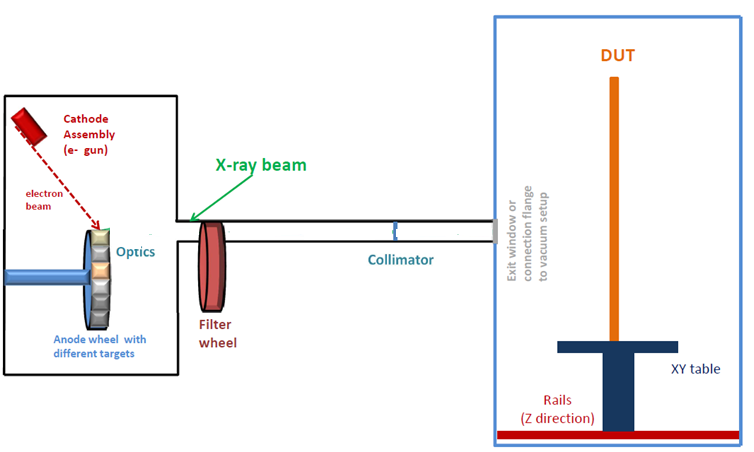 DUT
Cathode
Assembly
(e- gun)
X-ray beam
electron
beam
Optics
Collimator
Exit window or
connection flange
to vacuum setup
Filter
wheel
Anode wheel with
different targets
XY table
Rails
(Z direction)